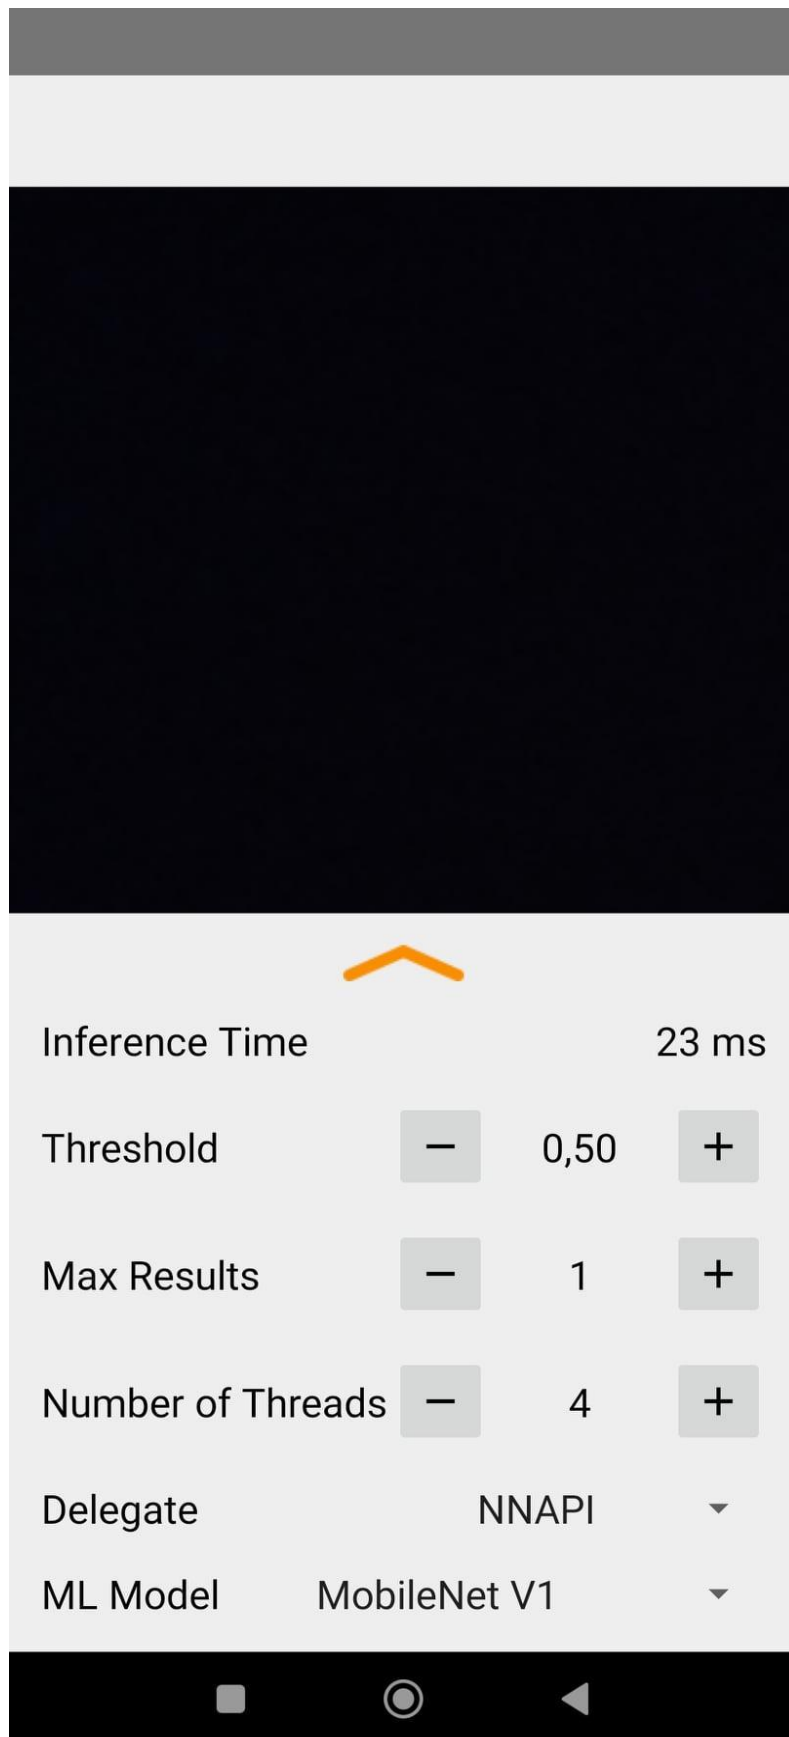 Inference Time 23 ms
Threshold − 0,50 +
Max Results − 1 +
Number of Threads − 4 +
Delegate NNAPI
ML Model MobileNet V1